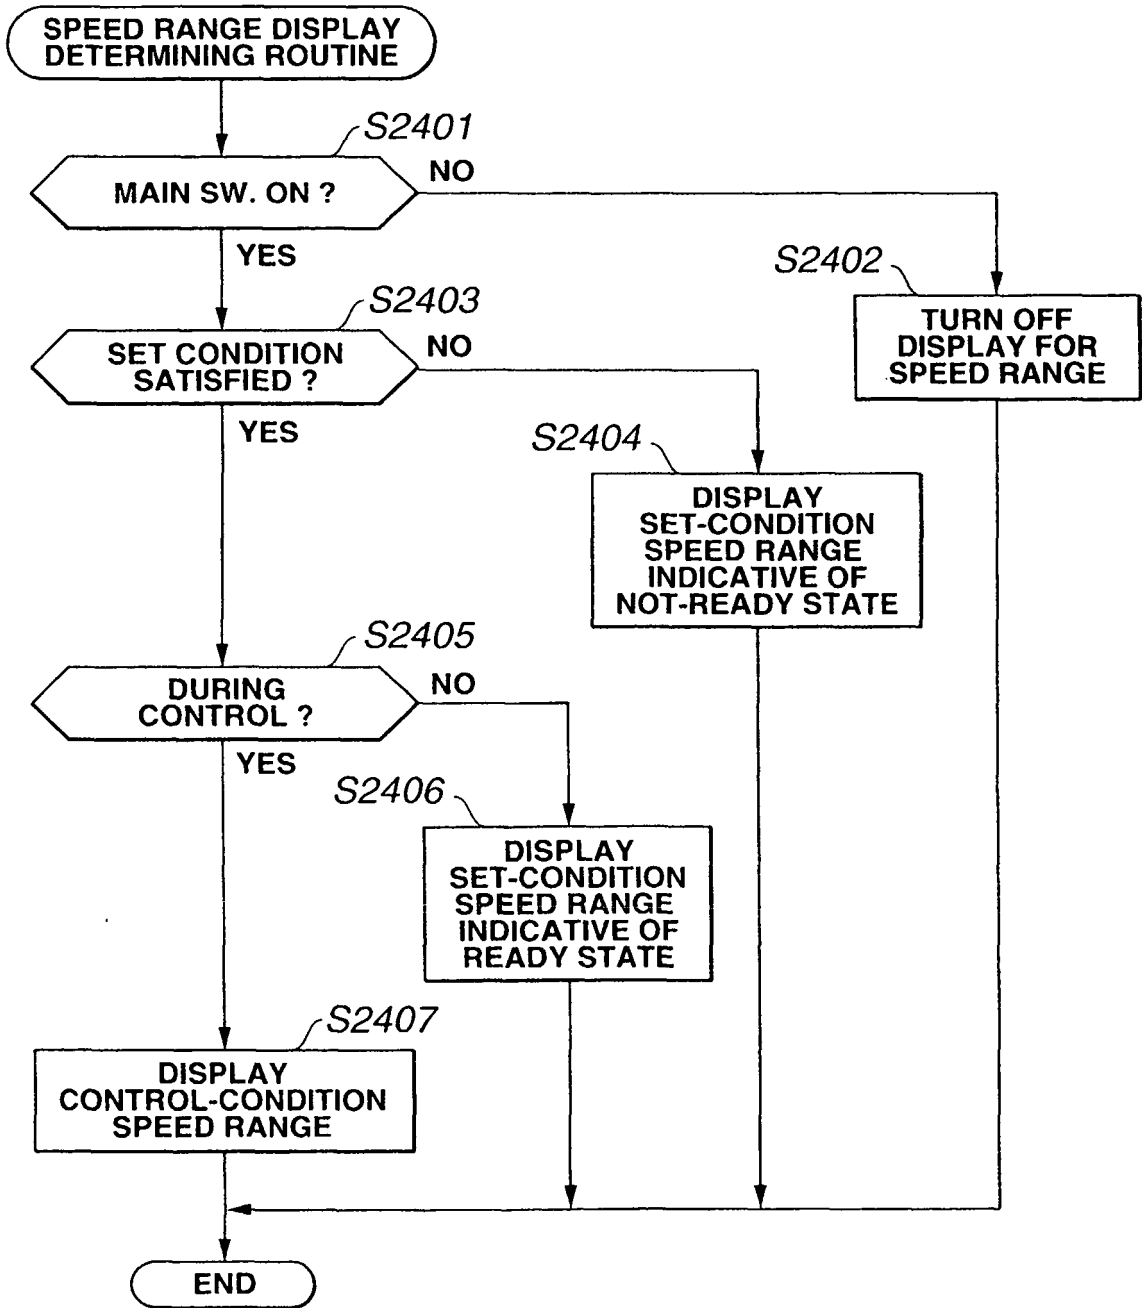 SPEED RANGE DISPLAY
DETERMINING ROUTINE
S2401
MAIN SW. ON ?
NO
YES
S2402
TURN OFF
DISPLAY FOR
SPEED RANGE
S2403
SET CONDITION
SATISFIED ?
NO
YES
S2404
DISPLAY
SET-CONDITION
SPEED RANGE
INDICATIVE OF
NOT-READY STATE
S2405
DURING
CONTROL ?
NO
YES
S2406
DISPLAY
SET-CONDITION
SPEED RANGE
INDICATIVE OF
READY STATE
S2407
DISPLAY
CONTROL-CONDITION
SPEED RANGE
END